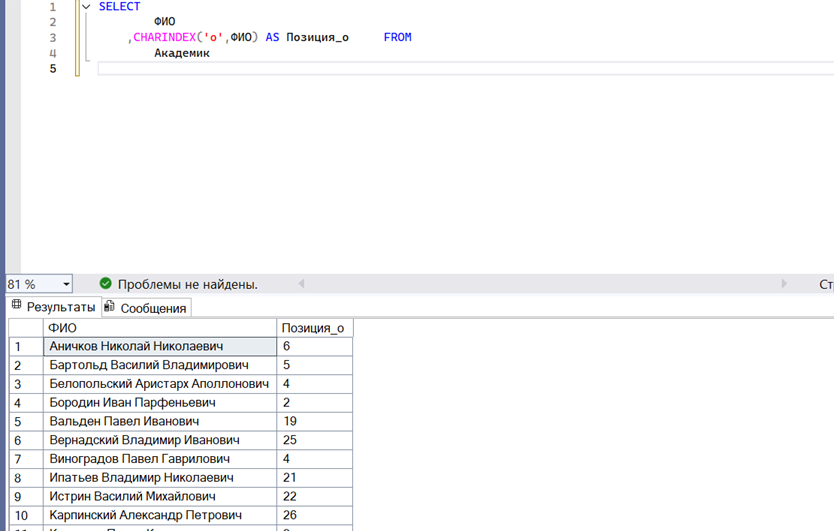 1 SELECT
2 ФИО
3 ,CHARINDEX('о',ФИО) AS Позиция_о FROM
4 Академик
5
81 %
Проблемы не найдены.
Результаты Сообщения
ФИО Позиция_о
1 Аничков Николай Николаевич 6
2 Бартольд Василий Владимирович 5
3 Белопольский Аристарх Аполлонович 4
4 Бородин Иван Парфеньевич 2
5 Вальден Павел Иванович 19
6 Вернадский Владимир Иванович 25
7 Виноградов Павел Гаврилович 4
8 Ипатьев Владимир Николаевич 21
9 Истрин Василий Михайлович 22
10 Карпинский Александр Петрович 26